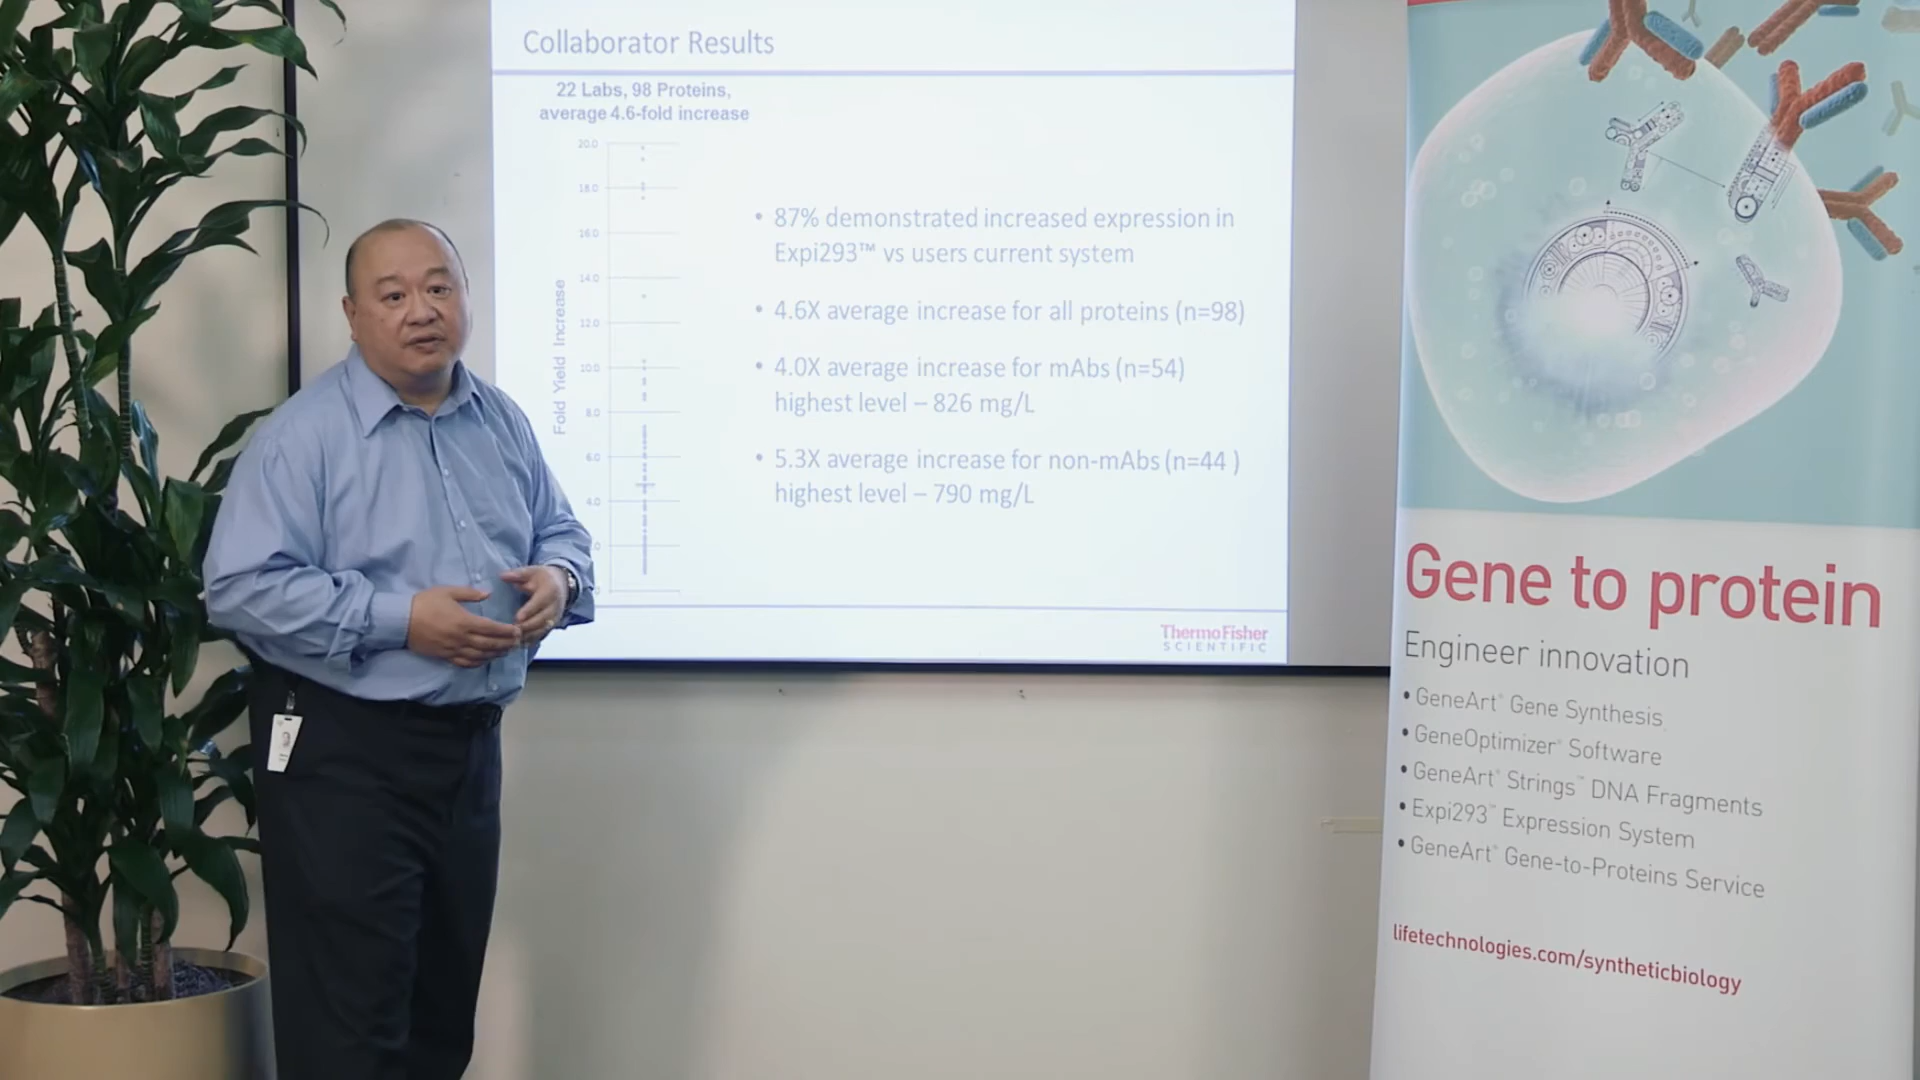 Collaborator Results
22 Labs, 98 Proteins,
average 4.6-fold increase
Fold Yield Increase
20.0
18.0
16.0
14.0
12.0
10.0
8.0
6.0
4.0
• 87% demonstrated increased expression in
Expi293™ vs users current system
• 4.6X average increase for all proteins (n=98)
• 4.0X average increase for mAbs (n=54)
highest level – 826 mg/L
• 5.3X average increase for non-mAbs (n=44 )
highest level – 790 mg/L
ThermoFisher
SCIENTIFIC
Gene to protein
Engineer innovation
• GeneArt® Gene Synthesis
• GeneOptimizer® Software
• GeneArt® Strings™ DNA Fragments
• Expi293™ Expression System
• GeneArt® Gene-to-Proteins Service
lifetechnologies.com/syntheticbiology